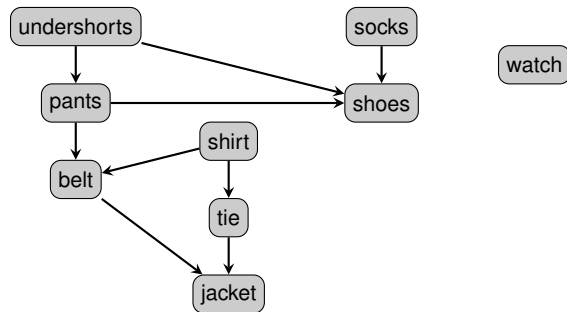 undershorts
socks
watch
pants
shoes
shirt
belt
tie
jacket